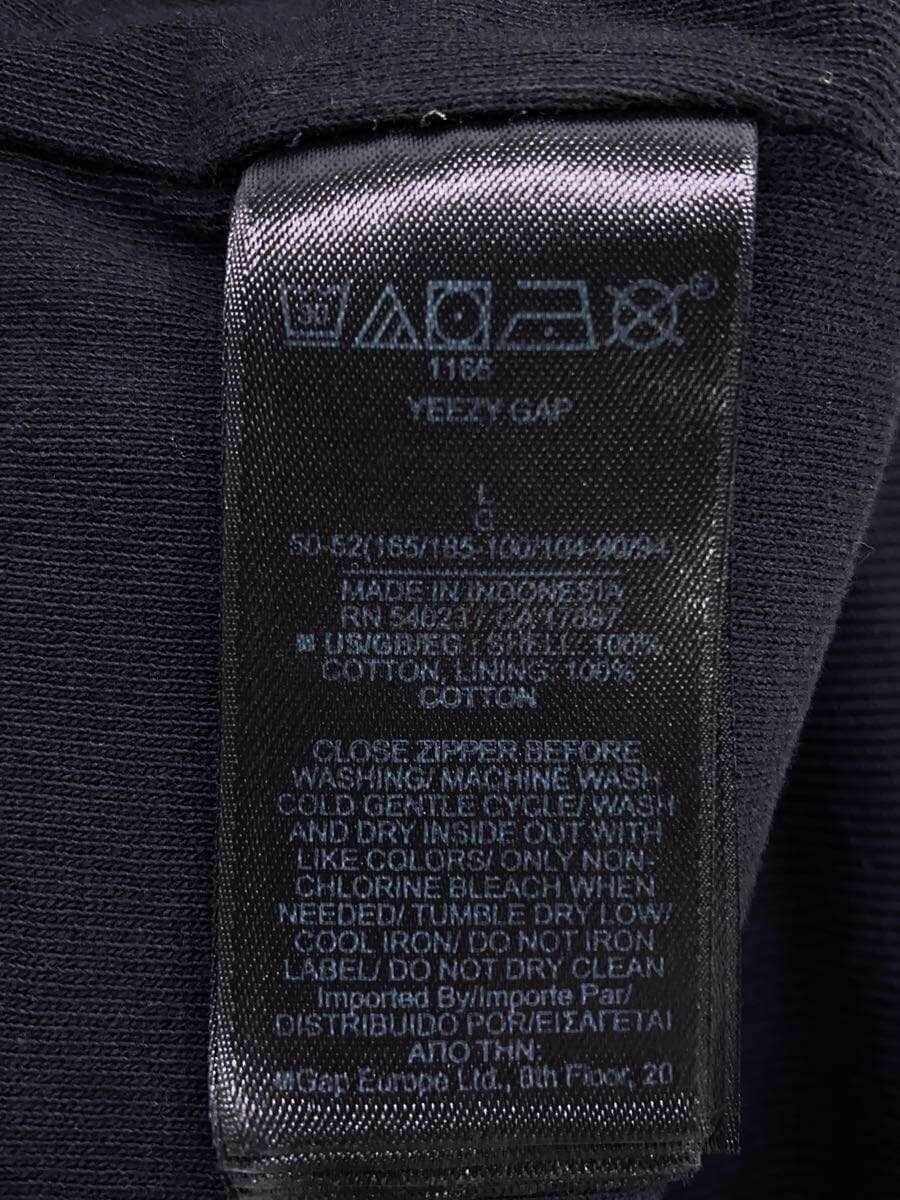 30
®
1166
YEEZY GAP
L
G
50-52(165/185-100/104-90/94)
MADE IN INDONESIA
RN 54023 / CA 17897
US/GB/EG : SHELL: 100%
COTTON, LINING: 100%
COTTON
CLOSE ZIPPER BEFORE
WASHING/ MACHINE WASH
COLD GENTLE CYCLE/ WASH
AND DRY INSIDE OUT WITH
LIKE COLORS/ ONLY NON-
CHLORINE BLEACH WHEN
NEEDED/ TUMBLE DRY LOW/
COOL IRON/ DO NOT IRON
LABEL/ DO NOT DRY CLEAN
Imported By/Importe Par/
DISTRIBUIDO POR/ΕΙΣΑΓΕΤΑΙ
ΑΠΟ ΤΗΝ:
Gap Europe Ltd., 8th Floor, 20